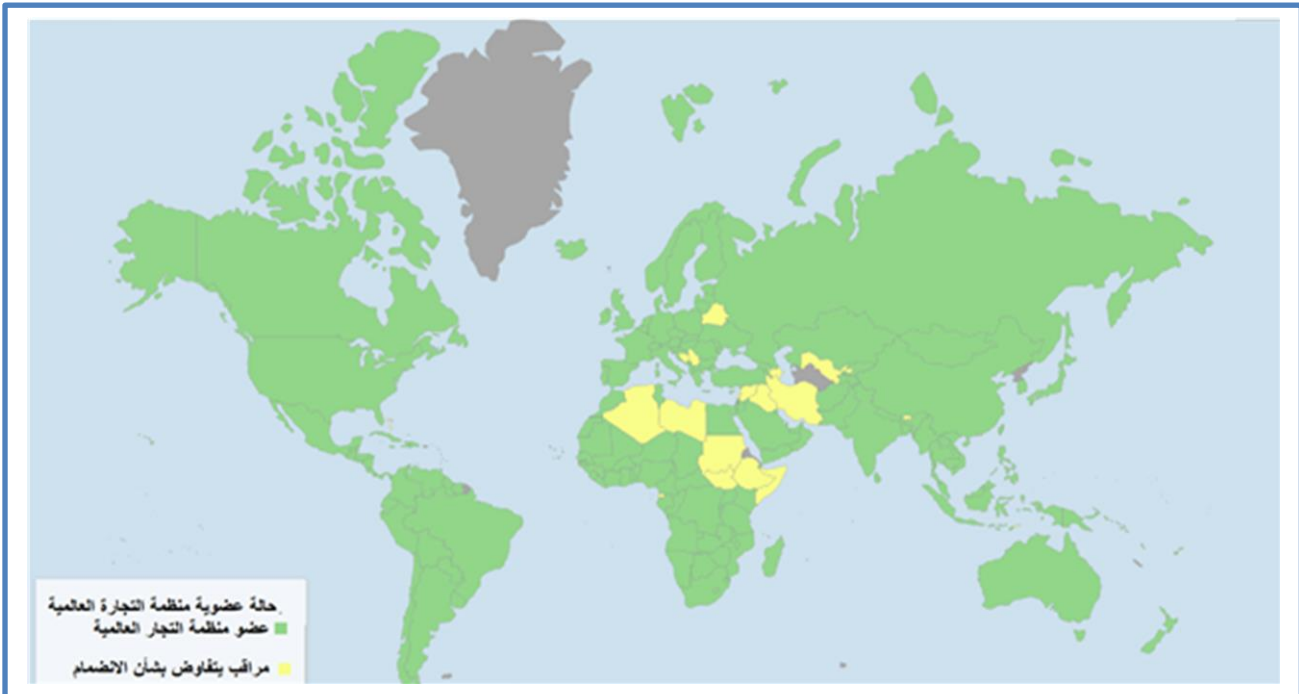 حالة عضوية منظمة التجارة العالمية
عضو منظمة التجار العالمية
مراقب يتفاوض بشأن الانضمام